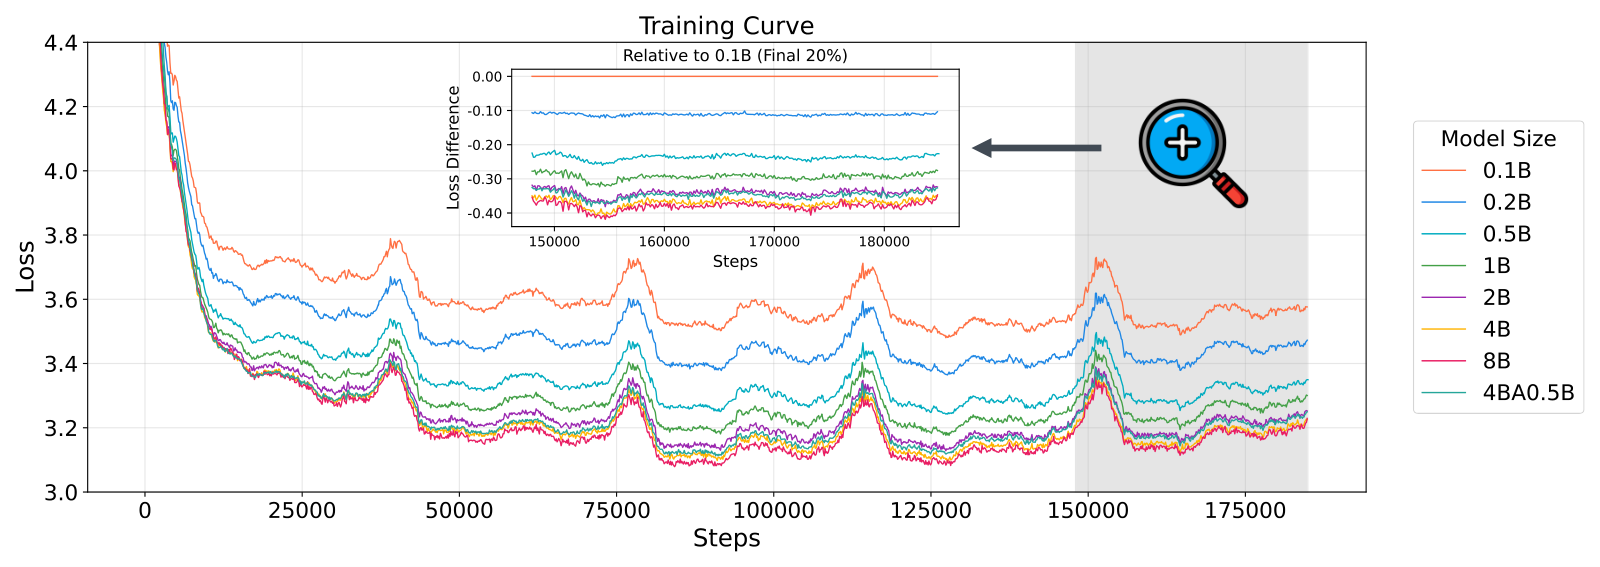 Training Curve
4.4
4.2
4.0
3.8
3.6
3.4
3.2
3.0
Loss
0
25000
50000
75000
100000
125000
150000
175000
Steps
Relative to 0.1B (Final 20%)
0.00
-0.10
-0.20
-0.30
-0.40
Loss Difference
150000
160000
170000
180000
Steps
Model Size
0.1B
0.2B
0.5B
1B
2B
4B
8B
4BA0.5B